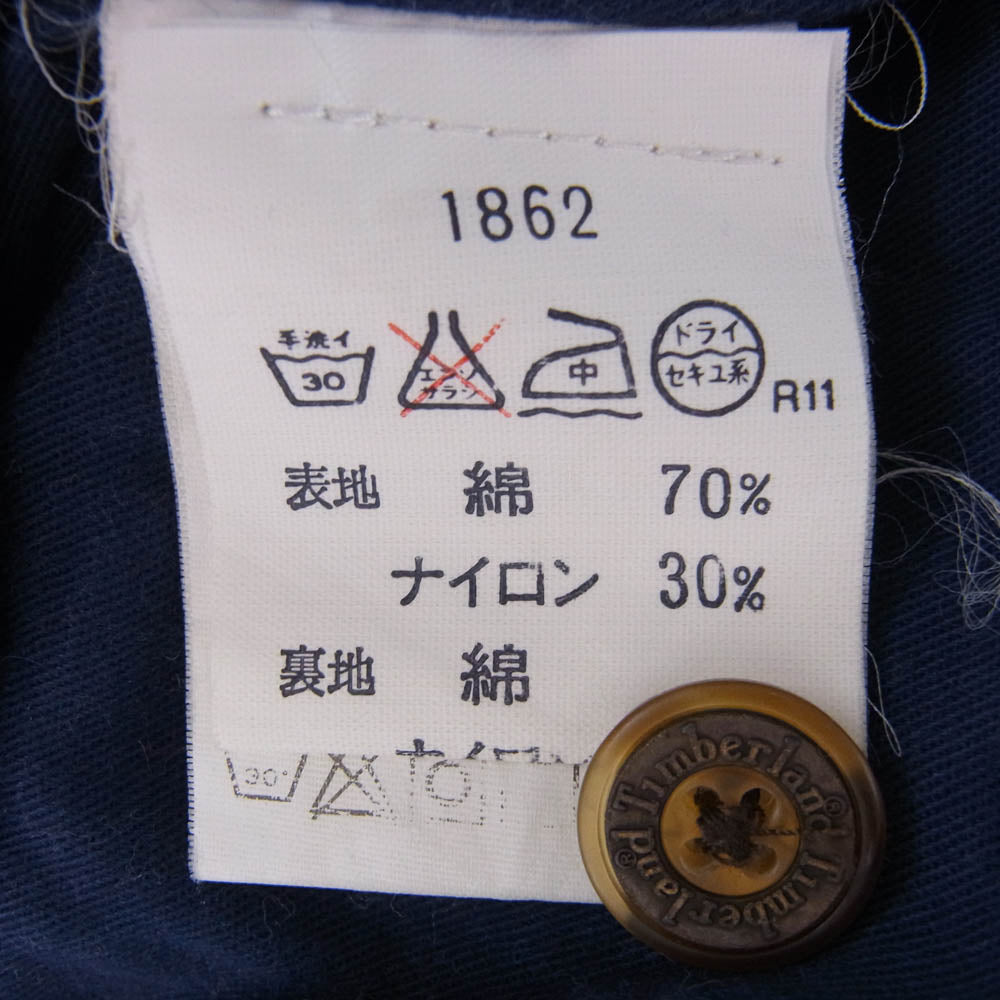 1862
手洗イ
30
エンソ
サラシ
中
ドライ
セキユ系
R11
表地 綿 70%
ナイロン 30%
裏地 綿
30°
Timberland®
Timberland®